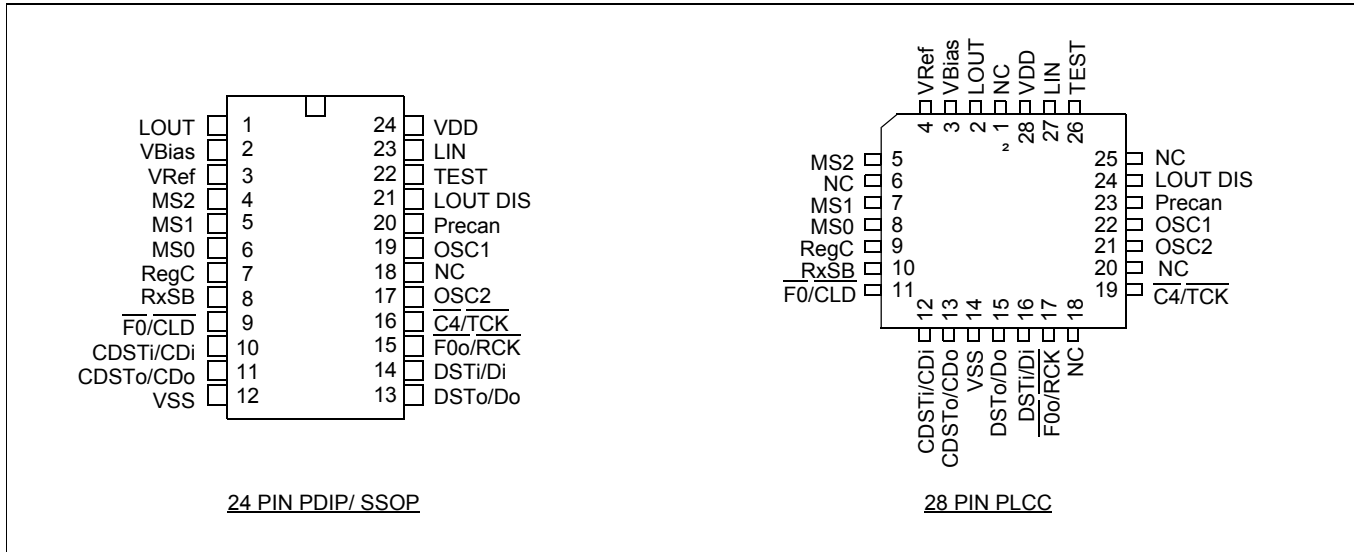 LOUT 1 24 VDD
VBias 2 23 LIN
VRef 3 22 TEST
MS2 4 21 LOUT DIS
MS1 5 20 Precan
MS0 6 19 OSC1
RegC 7 18 NC
RxSB 8 17 OSC2
F0/CLD 9 16 C4/TCK
CDSTi/CDi 10 15 F0o/RCK
CDSTo/CDo 11 14 DSTi/Di
VSS 12 13 DSTo/Do
24 PIN PDIP/ SSOP
VRef VBias LOUT NC VDD LIN TEST
4 3 2 1 28 27 26
²
MS2 5 25 NC
NC 6 24 LOUT DIS
MS1 7 23 Precan
MS0 8 22 OSC1
RegC 9 21 OSC2
RxSB 10 20 NC
F0/CLD 11 19 C4/TCK
12 13 14 15 16 17 18
CDSTi/CDi CDSTo/CDo VSS DSTo/Do DSTi/Di F0o/RCK NC
28 PIN PLCC